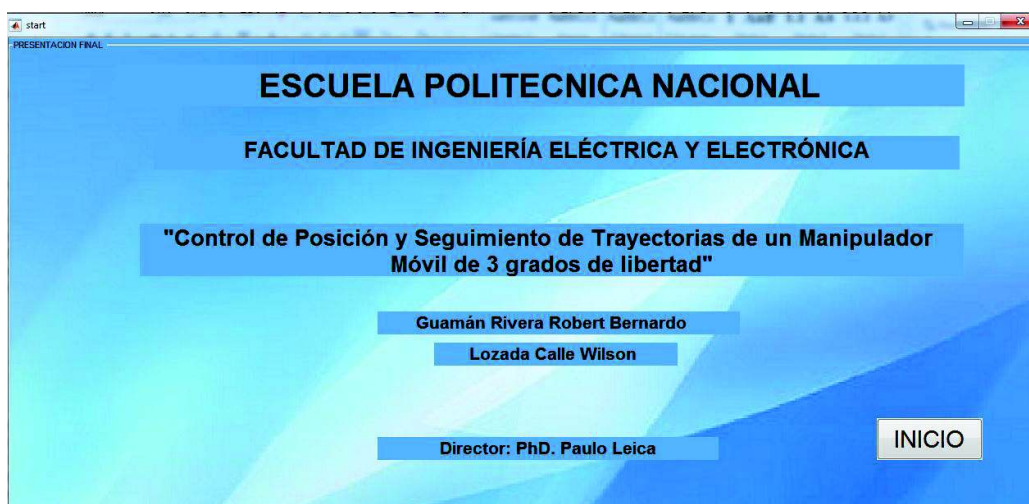 start
PRESENTACION FINAL
ESCUELA POLITECNICA NACIONAL
FACULTAD DE INGENIERÍA ELÉCTRICA Y ELECTRÓNICA
"Control de Posición y Seguimiento de Trayectorias de un Manipulador
Móvil de 3 grados de libertad"
Guamán Rivera Robert Bernardo
Lozada Calle Wilson
Director: PhD. Paulo Leica
INICIO